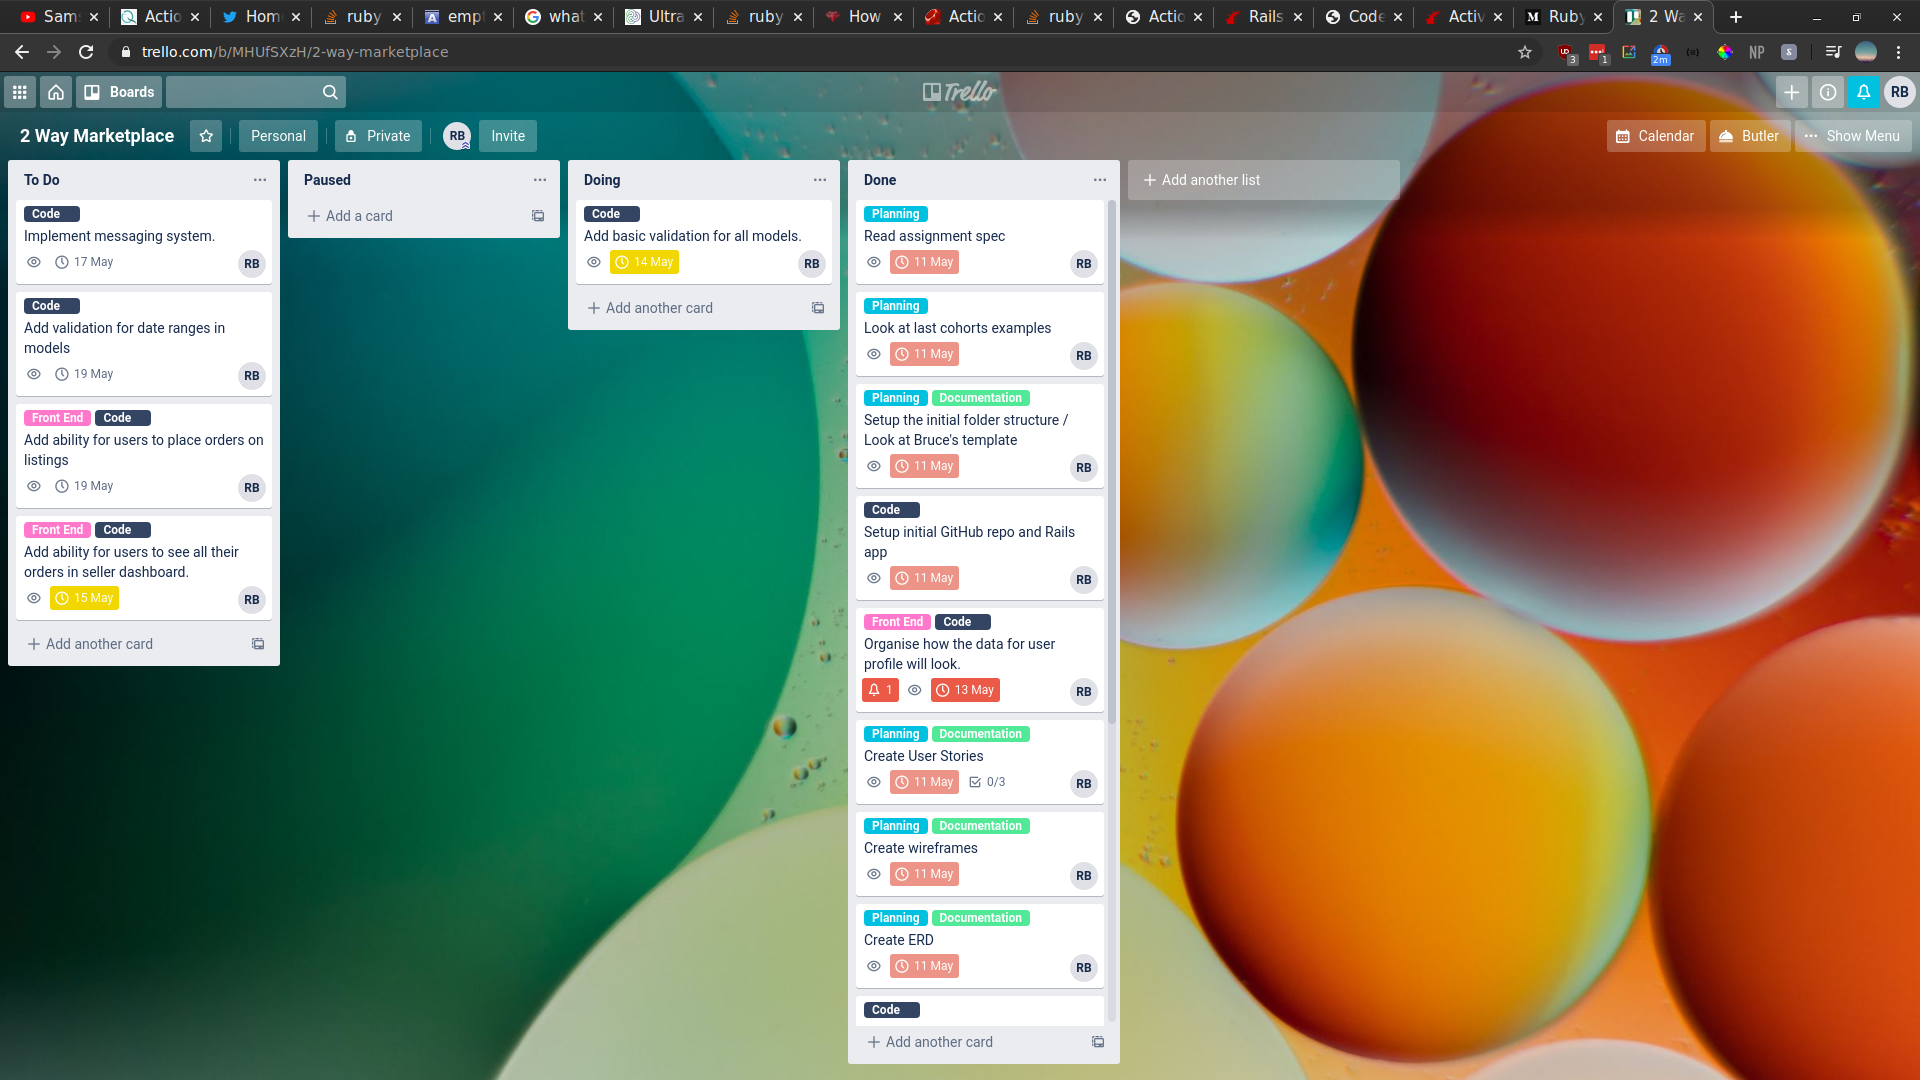 Sam
Actio
Hom
ruby
emp
what
Ultra
ruby
How
Actio
ruby
Actio
Rails
Code
Activ
Ruby
2 Wa
trello.com/b/MHUfSXzH/2-way-marketplace
3
1
2m
NP
Boards
Trello
RB
2 Way Marketplace
Personal
Private
RB
Invite
Calendar
Butler
Show Menu
To Do
Code
Implement messaging system.
17 May
RB
Code
Add validation for date ranges in
models
19 May
RB
Front End Code
Add ability for users to place orders on
listings
19 May
RB
Front End Code
Add ability for users to see all their
orders in seller dashboard.
15 May
RB
Add another card
Paused
Add a card
Doing
Code
Add basic validation for all models.
14 May
RB
Add another card
Done
Planning
Read assignment spec
11 May
RB
Planning
Look at last cohorts examples
11 May
RB
Planning Documentation
Setup the initial folder structure /
Look at Bruce's template
11 May
RB
Code
Setup initial GitHub repo and Rails
app
11 May
RB
Front End Code
Organise how the data for user
profile will look.
1
13 May
RB
Planning Documentation
Create User Stories
11 May
0/3
RB
Planning Documentation
Create wireframes
11 May
RB
Planning Documentation
Create ERD
11 May
RB
Code
Add another card
Add another list